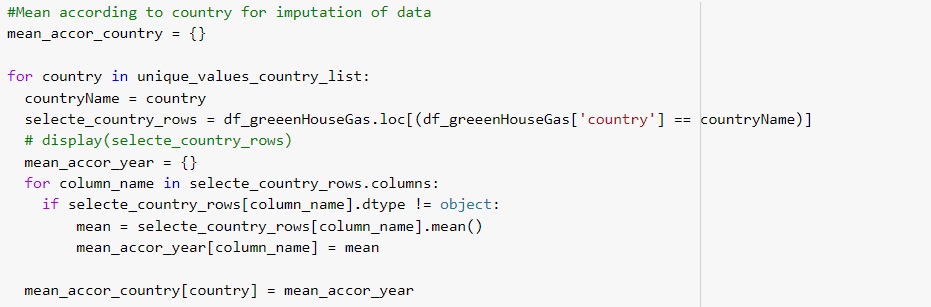 #Mean according to country for imputation of data
mean_accor_country = {}
for country in unique_values_country_list:
countryName = country
selecte_country_rows = df_greeenHouseGas.loc[(df_greeenHouseGas['country'] == countryName)]
# display(selecte_country_rows)
mean_accor_year = {}
for column_name in selecte_country_rows.columns:
if selecte_country_rows[column_name].dtype != object:
mean = selecte_country_rows[column_name].mean()
mean_accor_year[column_name] = mean
mean_accor_country[country] = mean_accor_year